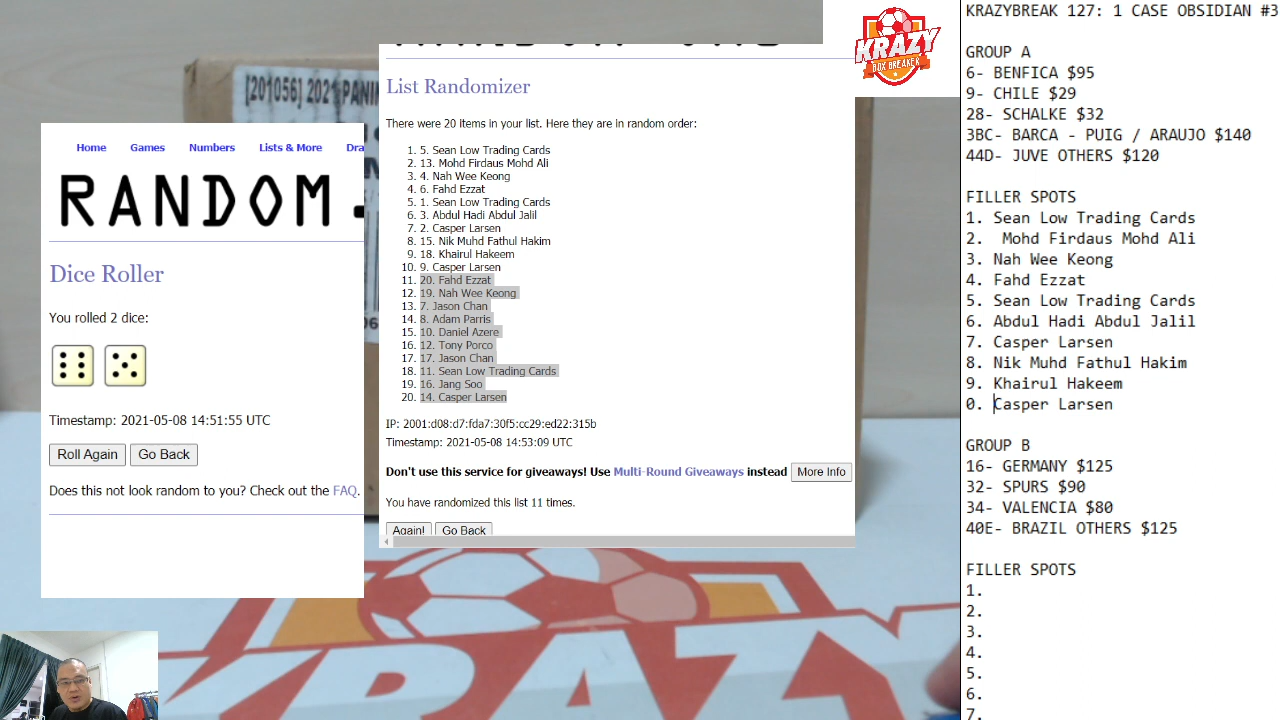 [201056] 2021 PANIN
KRAZY
BOX BREAKER
Home Games Numbers Lists & More Dra
RANDOM.
Dice Roller
You rolled 2 dice:
Timestamp: 2021-05-08 14:51:55 UTC
Roll Again Go Back
Does this not look random to you? Check out the FAQ.
List Randomizer
There were 20 items in your list. Here they are in random order:
1. 5. Sean Low Trading Cards
2. 13. Mohd Firdaus Mohd Ali
3. 4. Nah Wee Keong
4. 6. Fahd Ezzat
5. 1. Sean Low Trading Cards
6. 3. Abdul Hadi Abdul Jalil
7. 2. Casper Larsen
8. 15. Nik Muhd Fathul Hakim
9. 18. Khairul Hakeem
10. 9. Casper Larsen
11. 20. Fahd Ezzat
12. 19. Nah Wee Keong
13. 7. Jason Chan
14. 8. Adam Parris
15. 10. Daniel Azere
16. 12. Tony Porco
17. 17. Jason Chan
18. 11. Sean Low Trading Cards
19. 16. Jang Soo
20. 14. Casper Larsen
IP: 2001:d08:d7:fda7:30f5:cc29:ed22:315b
Timestamp: 2021-05-08 14:53:09 UTC
Don't use this service for giveaways! Use Multi-Round Giveaways instead More Info
You have randomized this list 11 times.
Again! Go Back
KRAZYBREAK 127: 1 CASE OBSIDIAN #3
GROUP A
6- BENFICA $95
9- CHILE $29
28- SCHALKE $32
3BC- BARCA - PUIG / ARAUJO $140
44D- JUVE OTHERS $120
FILLER SPOTS
1. Sean Low Trading Cards
2. Mohd Firdaus Mohd Ali
3. Nah Wee Keong
4. Fahd Ezzat
5. Sean Low Trading Cards
6. Abdul Hadi Abdul Jalil
7. Casper Larsen
8. Nik Muhd Fathul Hakim
9. Khairul Hakeem
0. Casper Larsen
GROUP B
16- GERMANY $125
32- SPURS $90
34- VALENCIA $80
40E- BRAZIL OTHERS $125
FILLER SPOTS
1.
2.
3.
4.
5.
6.
7.
KRAZY